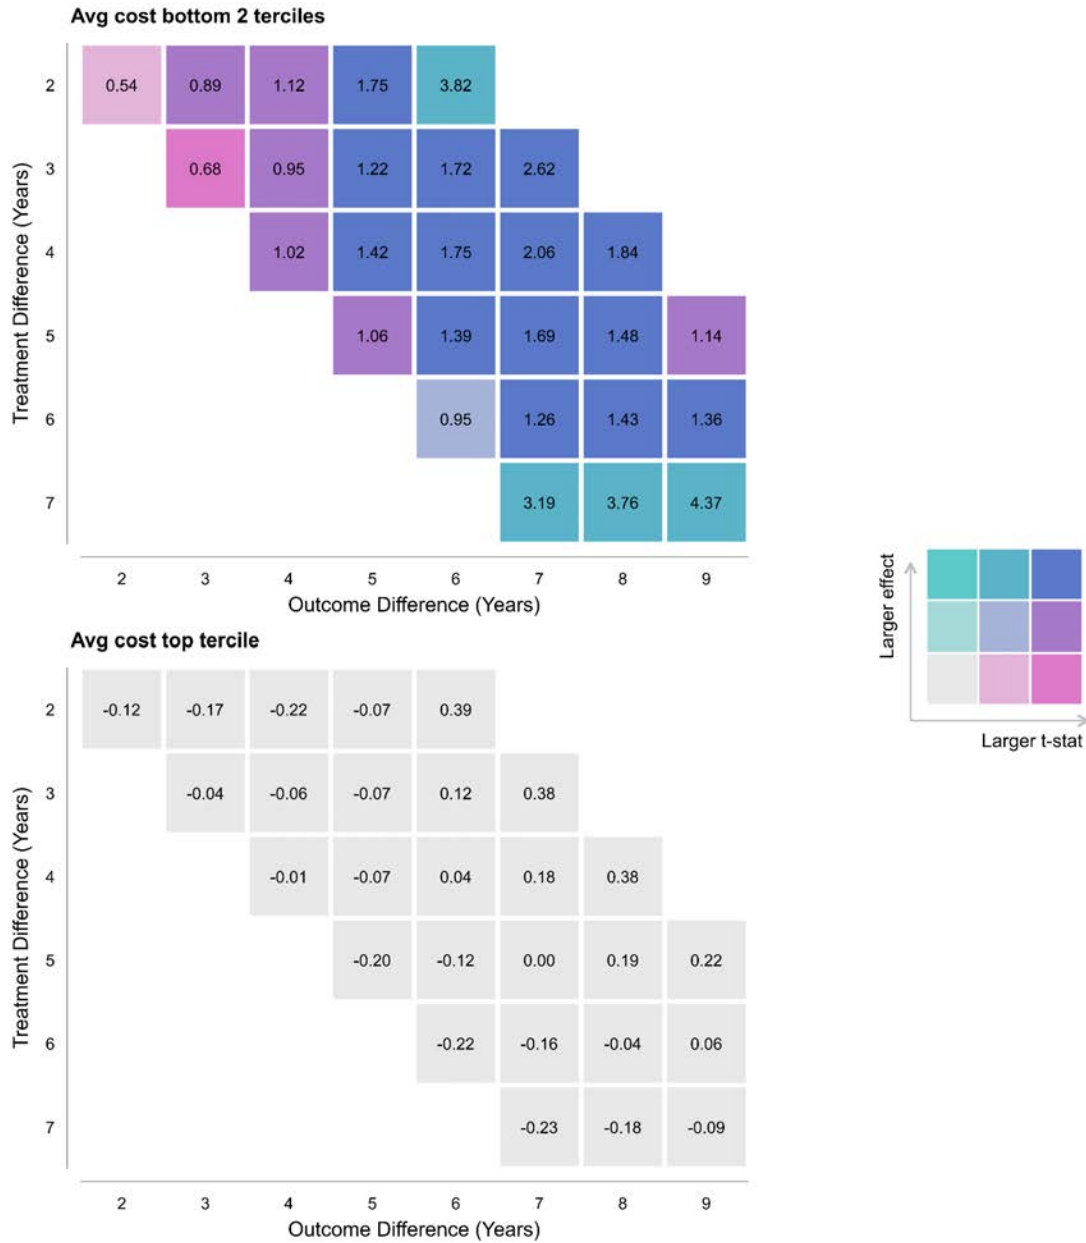 Avg cost bottom 2 terciles
Treatment Difference (Years)
2 0.54 0.89 1.12 1.75 3.82
3 0.68 0.95 1.22 1.72 2.62
4 1.02 1.42 1.75 2.06 1.84
5 1.06 1.39 1.69 1.48 1.14
6 0.95 1.26 1.43 1.36
7 3.19 3.76 4.37
2 3 4 5 6 7 8 9
Outcome Difference (Years)
Larger effect
Larger t-stat
Avg cost top tercile
Treatment Difference (Years)
2 -0.12 -0.17 -0.22 -0.07 0.39
3 -0.04 -0.06 -0.07 0.12 0.38
4 -0.01 -0.07 0.04 0.18 0.38
5 -0.20 -0.12 0.00 0.19 0.22
6 -0.22 -0.16 -0.04 0.06
7 -0.23 -0.18 -0.09
2 3 4 5 6 7 8 9
Outcome Difference (Years)